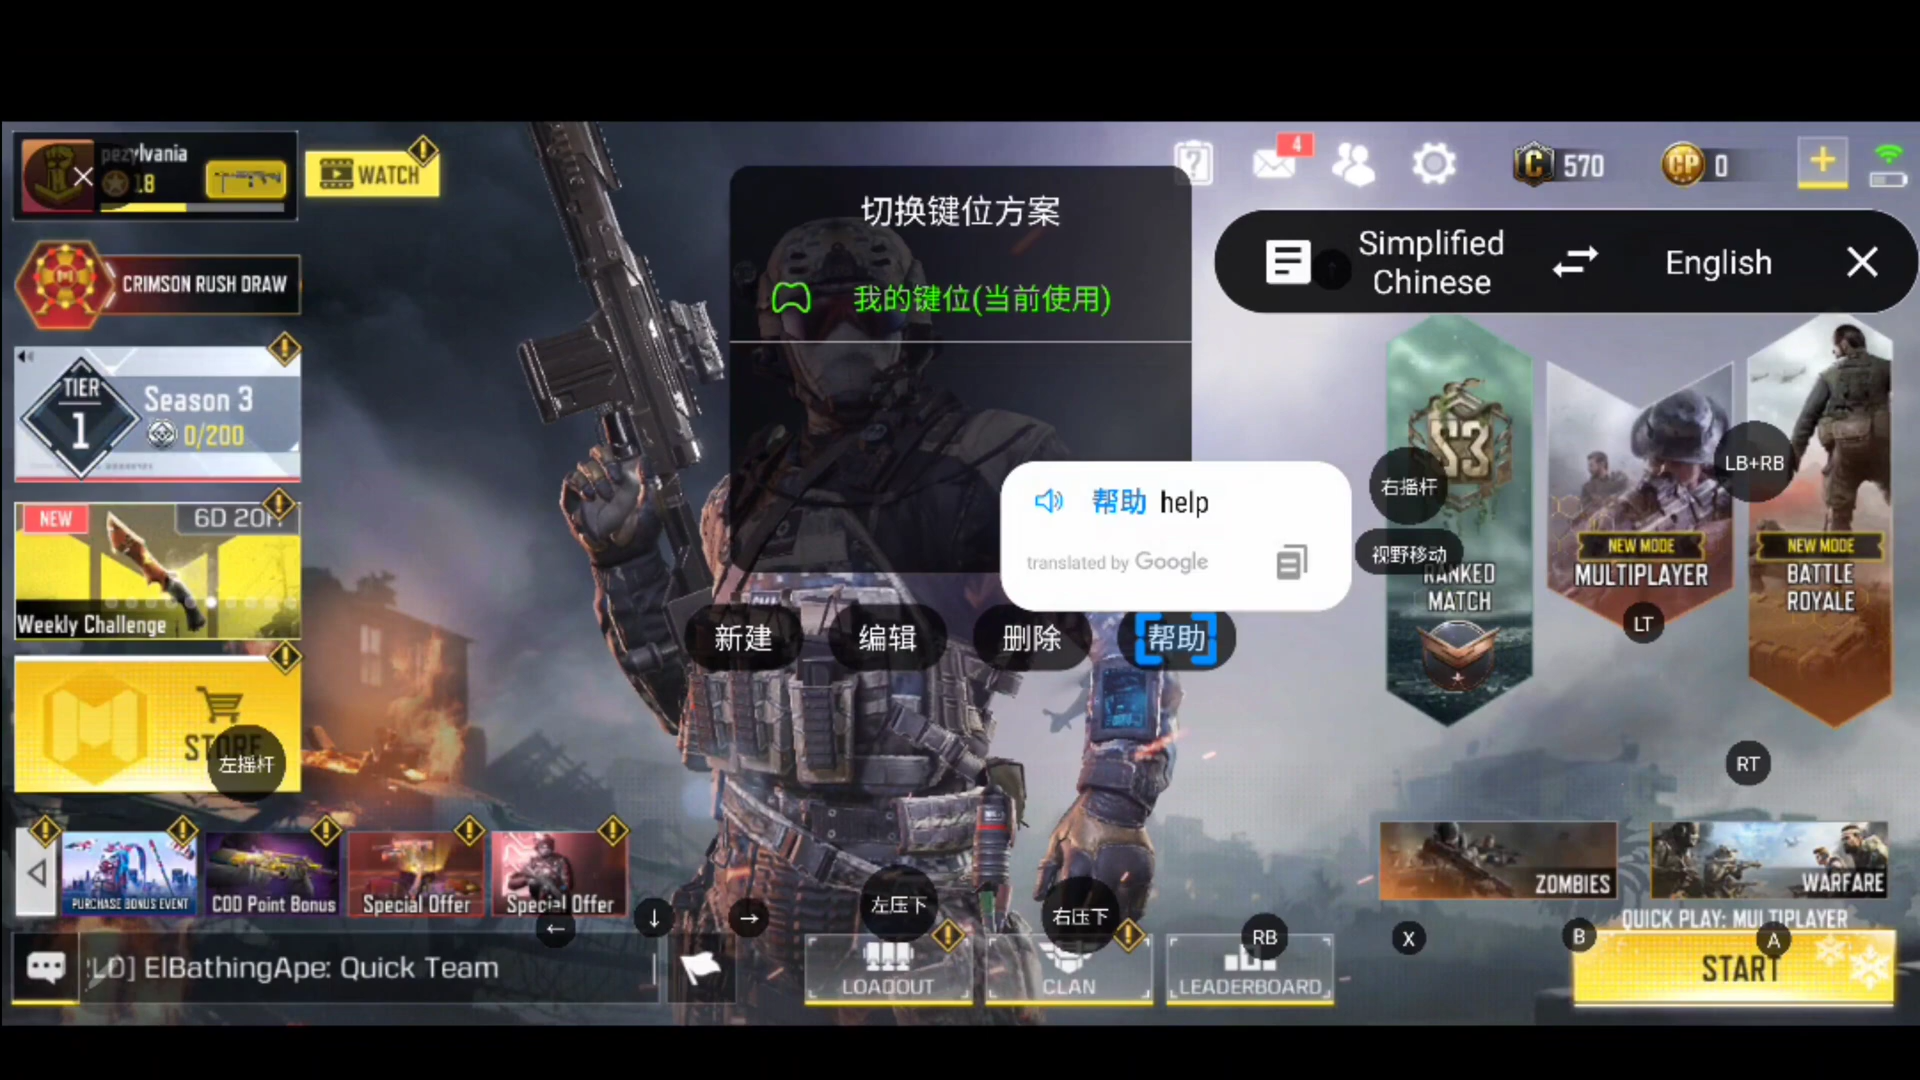 pezylvania
18
WATCH
4
570
CP 0
切换键位方案
我的键位(当前使用)
Simplified
Chinese
English
CRIMSON RUSH DRAW
TIER
1
Season 3
0/200
NEW
6D 20H
Weekly Challenge
STORE
左摇杆
帮助 help
translated by Google
新建
编辑
删除
帮助
右摇杆
视野移动
S3
RANKED
MATCH
NEW MODE
MULTIPLAYER
LT
LB+RB
NEW MODE
BATTLE
ROYALE
RT
PURCHASE BONUS EVENT
COD Point Bonus
Special Offer
Special Offer
←
↓
→
左压下
右压下
RB
X
B
A
ZOMBIES
WARFARE
QUICK PLAY: MULTIPLAYER
START
LO] ElBathingApe: Quick Team
LOADOUT
CLAN
LEADERBOARD